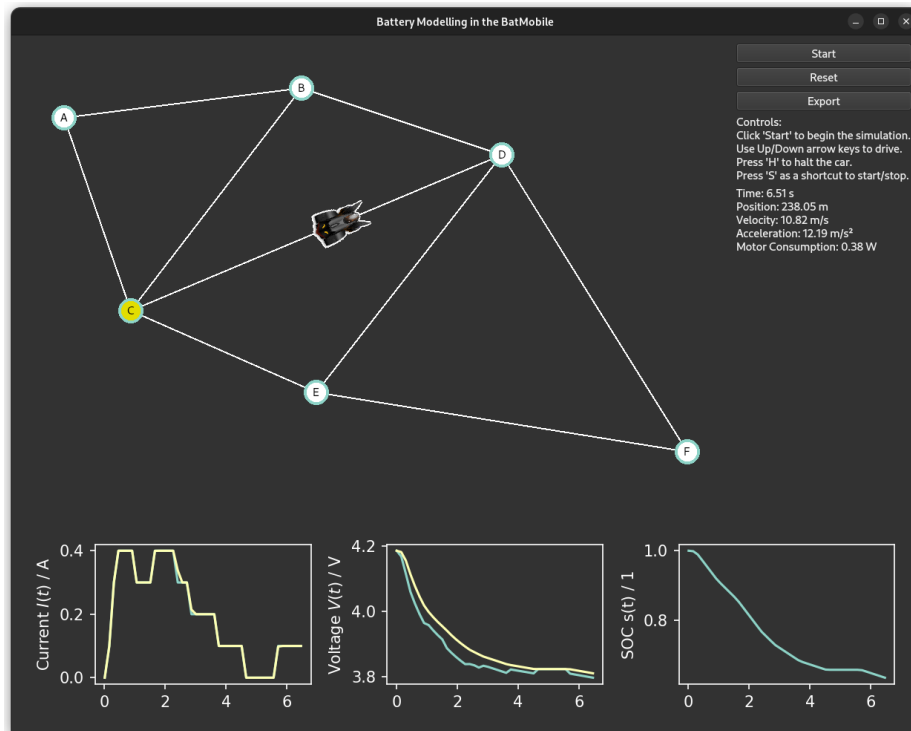 Battery Modelling in the BatMobile
Start
Reset
Export
Controls:
Click 'Start' to begin the simulation.
Use Up/Down arrow keys to drive.
Press 'H' to halt the car.
Press 'S' as a shortcut to start/stop.
Time: 6.51 s
Position: 238.05 m
Velocity: 10.82 m/s
Acceleration: 12.19 m/s²
Motor Consumption: 0.38 W
A
B
D
C
E
F
Current I(t) / A
0.4
0.2
0.0
0 2 4 6
Voltage V(t) / V
4.2
4.0
3.8
0 2 4 6
SOC s(t) / 1
1.0
0.8
0 2 4 6